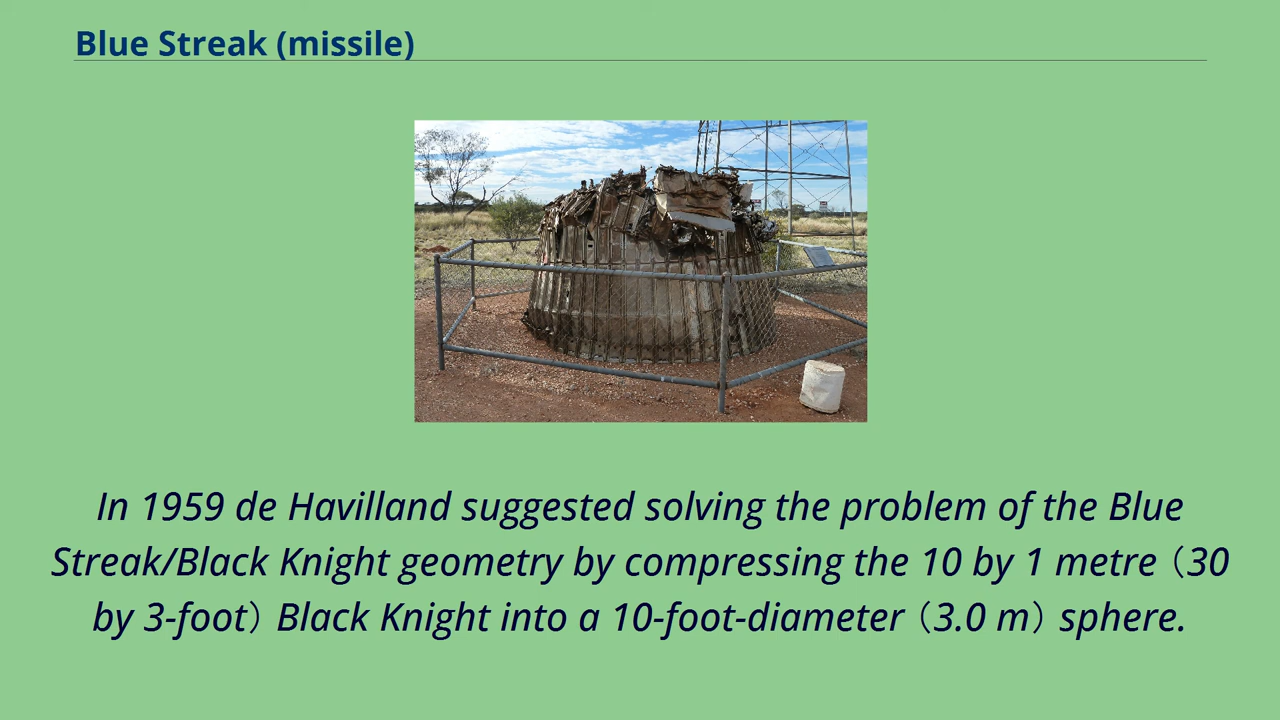 Blue Streak (missile)
In 1959 de Havilland suggested solving the problem of the Blue
Streak/Black Knight geometry by compressing the 10 by 1 metre（30
by 3-foot）Black Knight into a 10-foot-diameter（3.0 m）sphere.